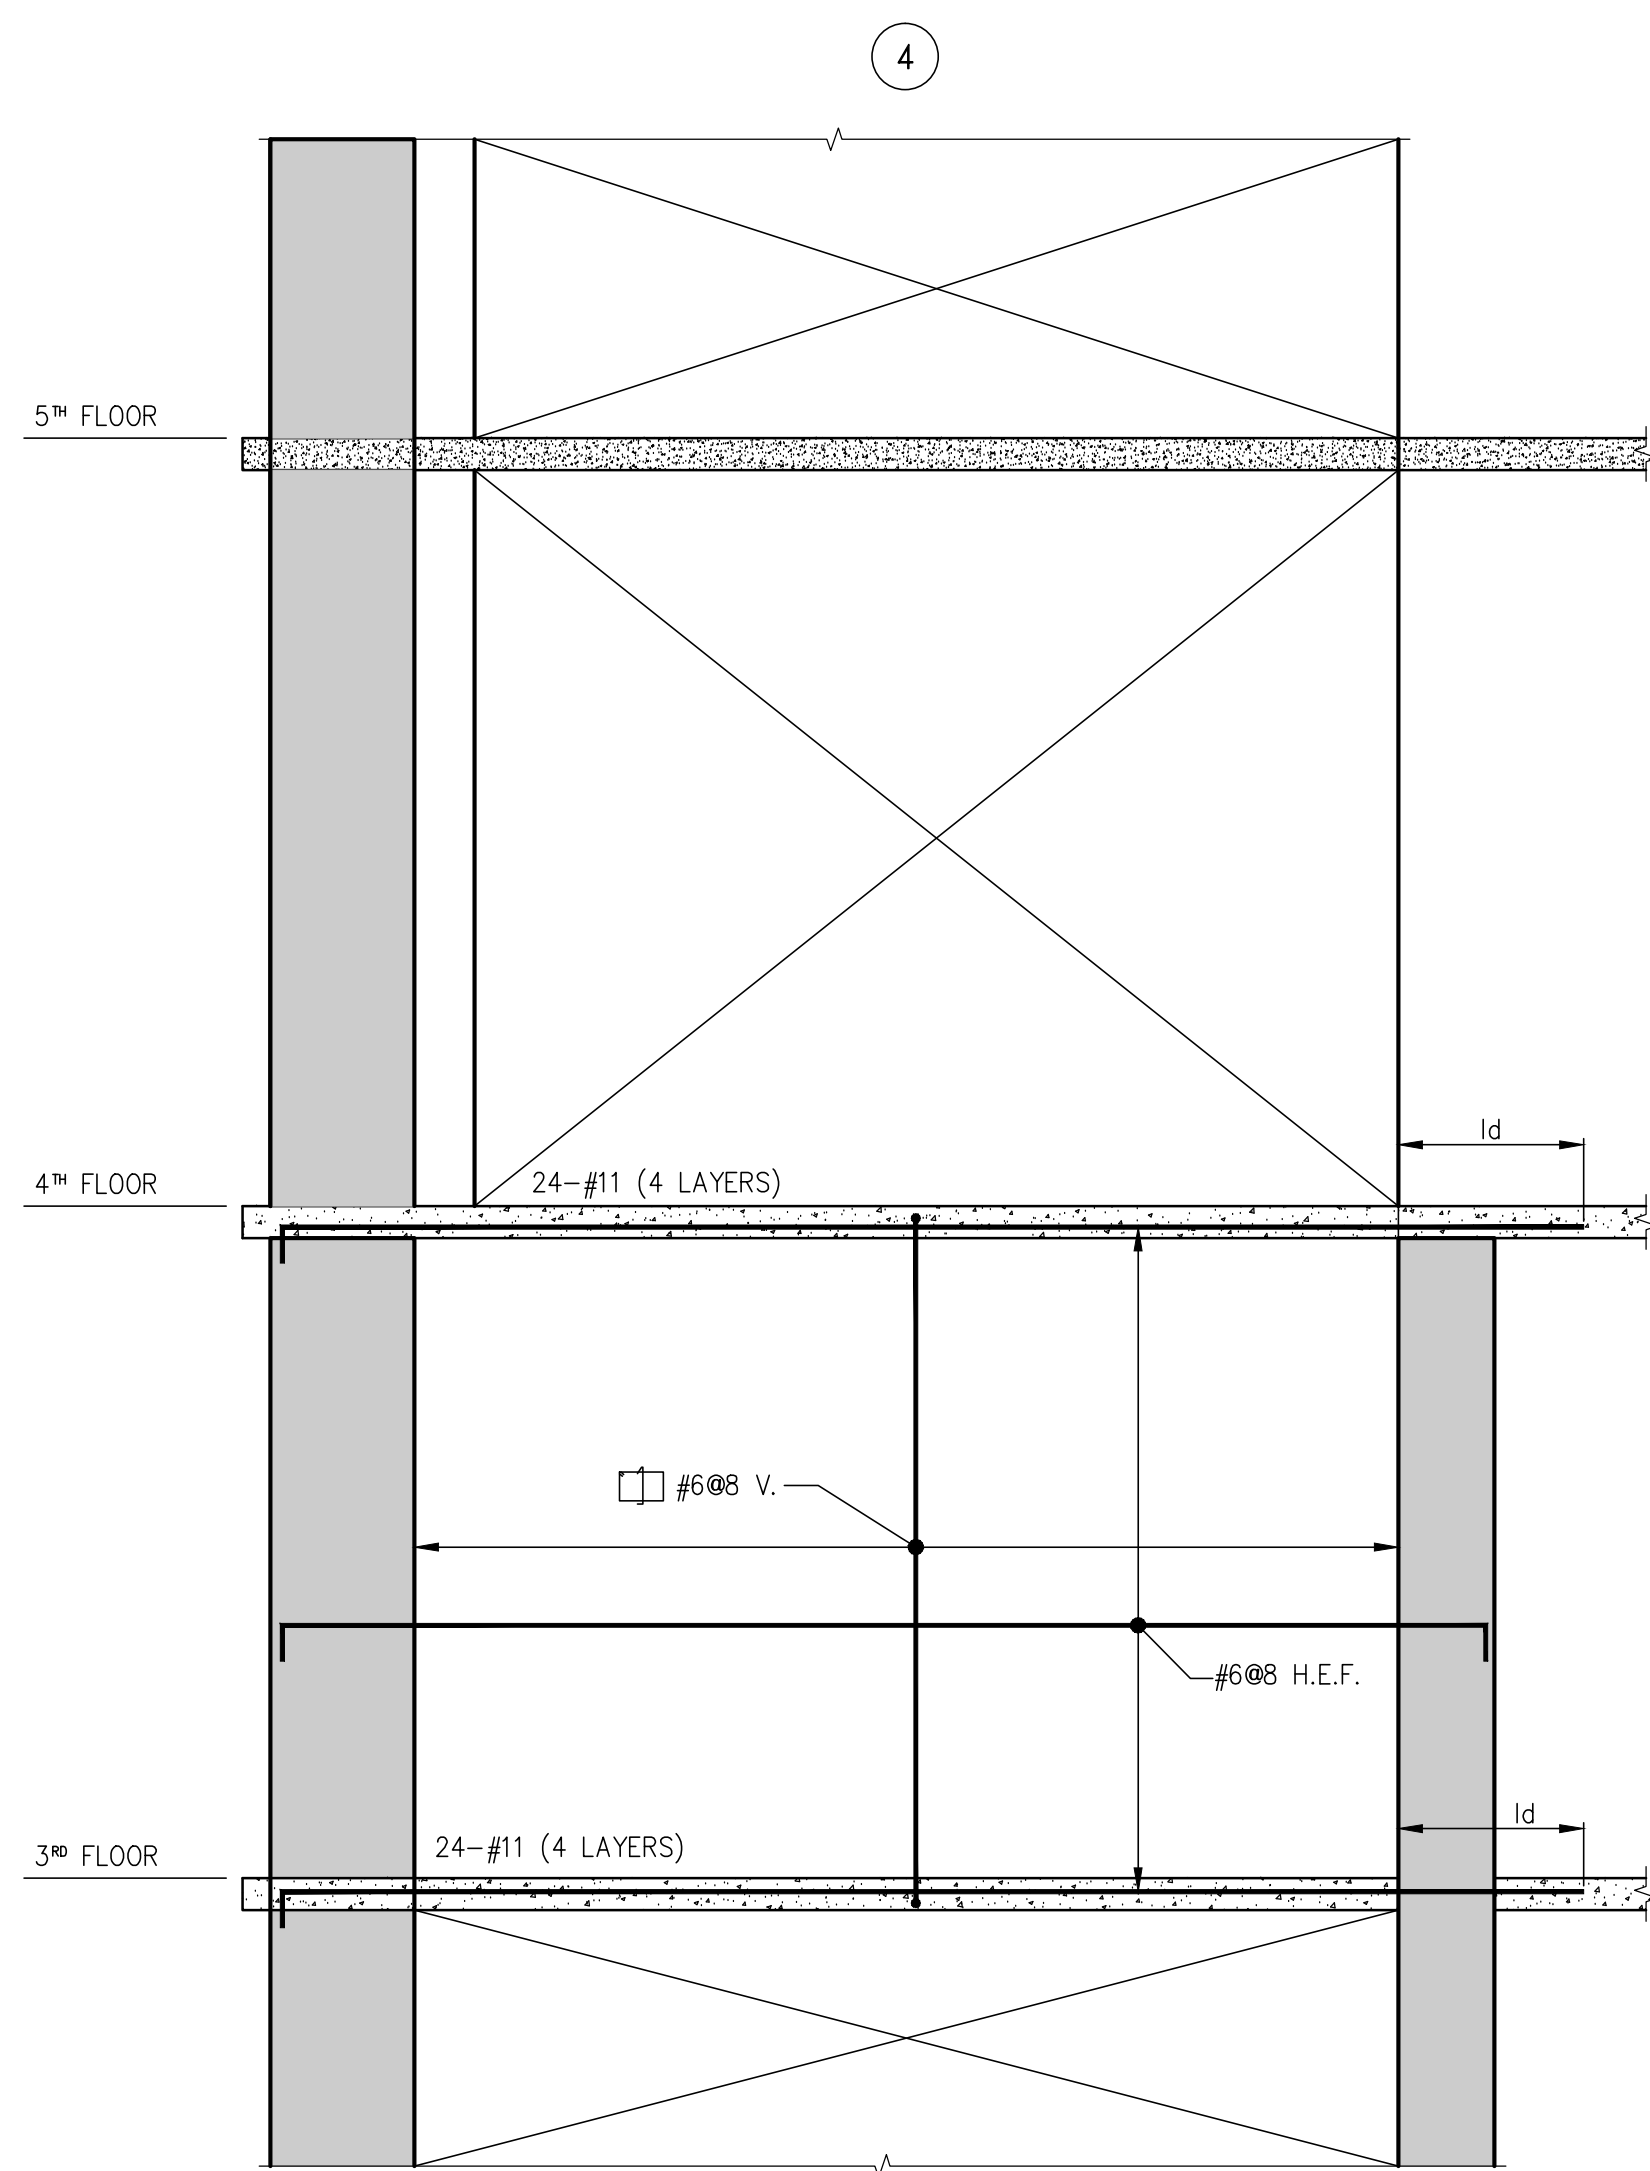 4
5TH FLOOR
ld
4TH FLOOR
24-#11 (4 LAYERS)
#6@8 V.
#6@8 H.E.F.
ld
3RD FLOOR
24-#11 (4 LAYERS)